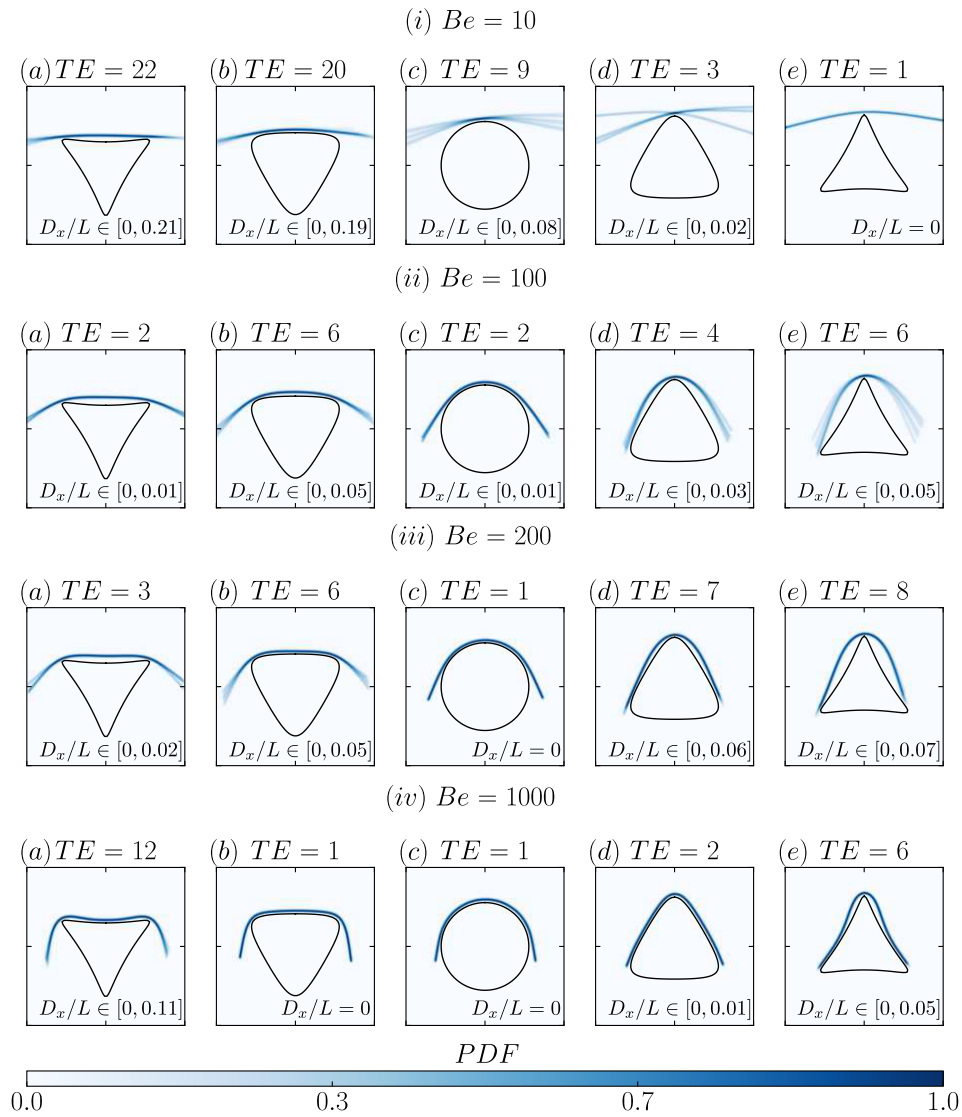 (i) Be = 10
(a) TE = 22 (b) TE = 20 (c) TE = 9 (d) TE = 3 (e) TE = 1
D_x/L ∈ [0, 0.21] D_x/L ∈ [0, 0.19] D_x/L ∈ [0, 0.08] D_x/L ∈ [0, 0.02] D_x/L = 0
(ii) Be = 100
(a) TE = 2 (b) TE = 6 (c) TE = 2 (d) TE = 4 (e) TE = 6
D_x/L ∈ [0, 0.01] D_x/L ∈ [0, 0.05] D_x/L ∈ [0, 0.01] D_x/L ∈ [0, 0.03] D_x/L ∈ [0, 0.05]
(iii) Be = 200
(a) TE = 3 (b) TE = 6 (c) TE = 1 (d) TE = 7 (e) TE = 8
D_x/L ∈ [0, 0.02] D_x/L ∈ [0, 0.05] D_x/L = 0 D_x/L ∈ [0, 0.06] D_x/L ∈ [0, 0.07]
(iv) Be = 1000
(a) TE = 12 (b) TE = 1 (c) TE = 1 (d) TE = 2 (e) TE = 6
D_x/L ∈ [0, 0.11] D_x/L = 0 D_x/L = 0 D_x/L ∈ [0, 0.01] D_x/L ∈ [0, 0.05]
PDF
0.0 0.3 0.7 1.0